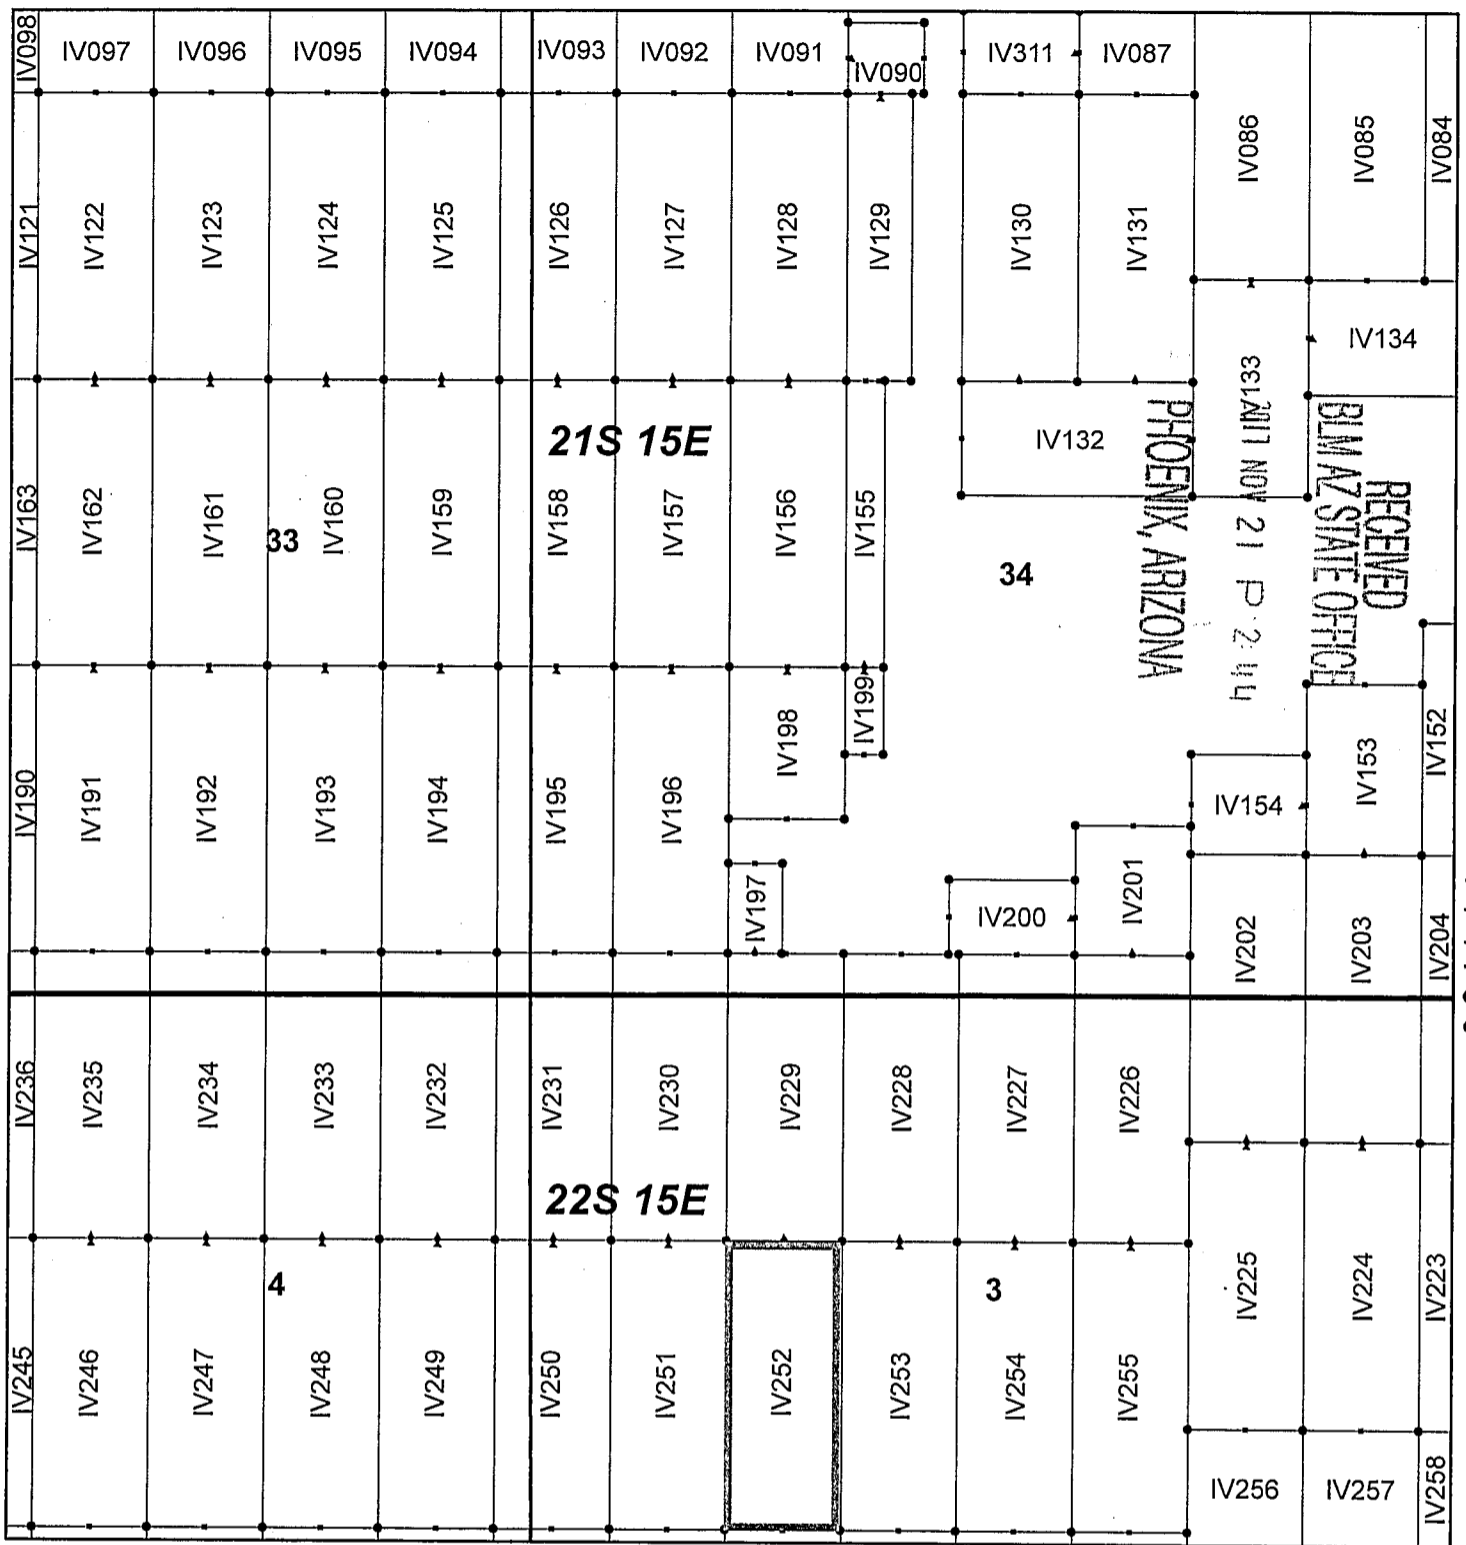 IV098 IV097 IV096 IV095 IV094 IV093 IV092 IV091 IV090 IV311 IV087
IV086 IV085 IV084
IV121 IV122 IV123 IV124 IV125 IV126 IV127 IV128 IV129 IV130 IV131
IV134
IV133
21S 15E
IV132
IV163 IV162 IV161 33 IV160 IV159 IV158 IV157 IV156 IV155
34
RECEIVED
BLM AZ STATE OFFICE
2011 NOV 21 P 2:44
PHOENIX, ARIZONA
IV199
IV198
IV190 IV191 IV192 IV193 IV194 IV195 IV196
IV154 IV153 IV152
IV197 IV200 IV201 IV202 IV203 IV204
IV236 IV235 IV234 IV233 IV232 IV231 IV230 IV229 IV228 IV227 IV226
22S 15E
4
3
IV225 IV224 IV223
IV245 IV246 IV247 IV248 IV249 IV250 IV251 IV252 IV253 IV254 IV255
IV256 IV257 IV258